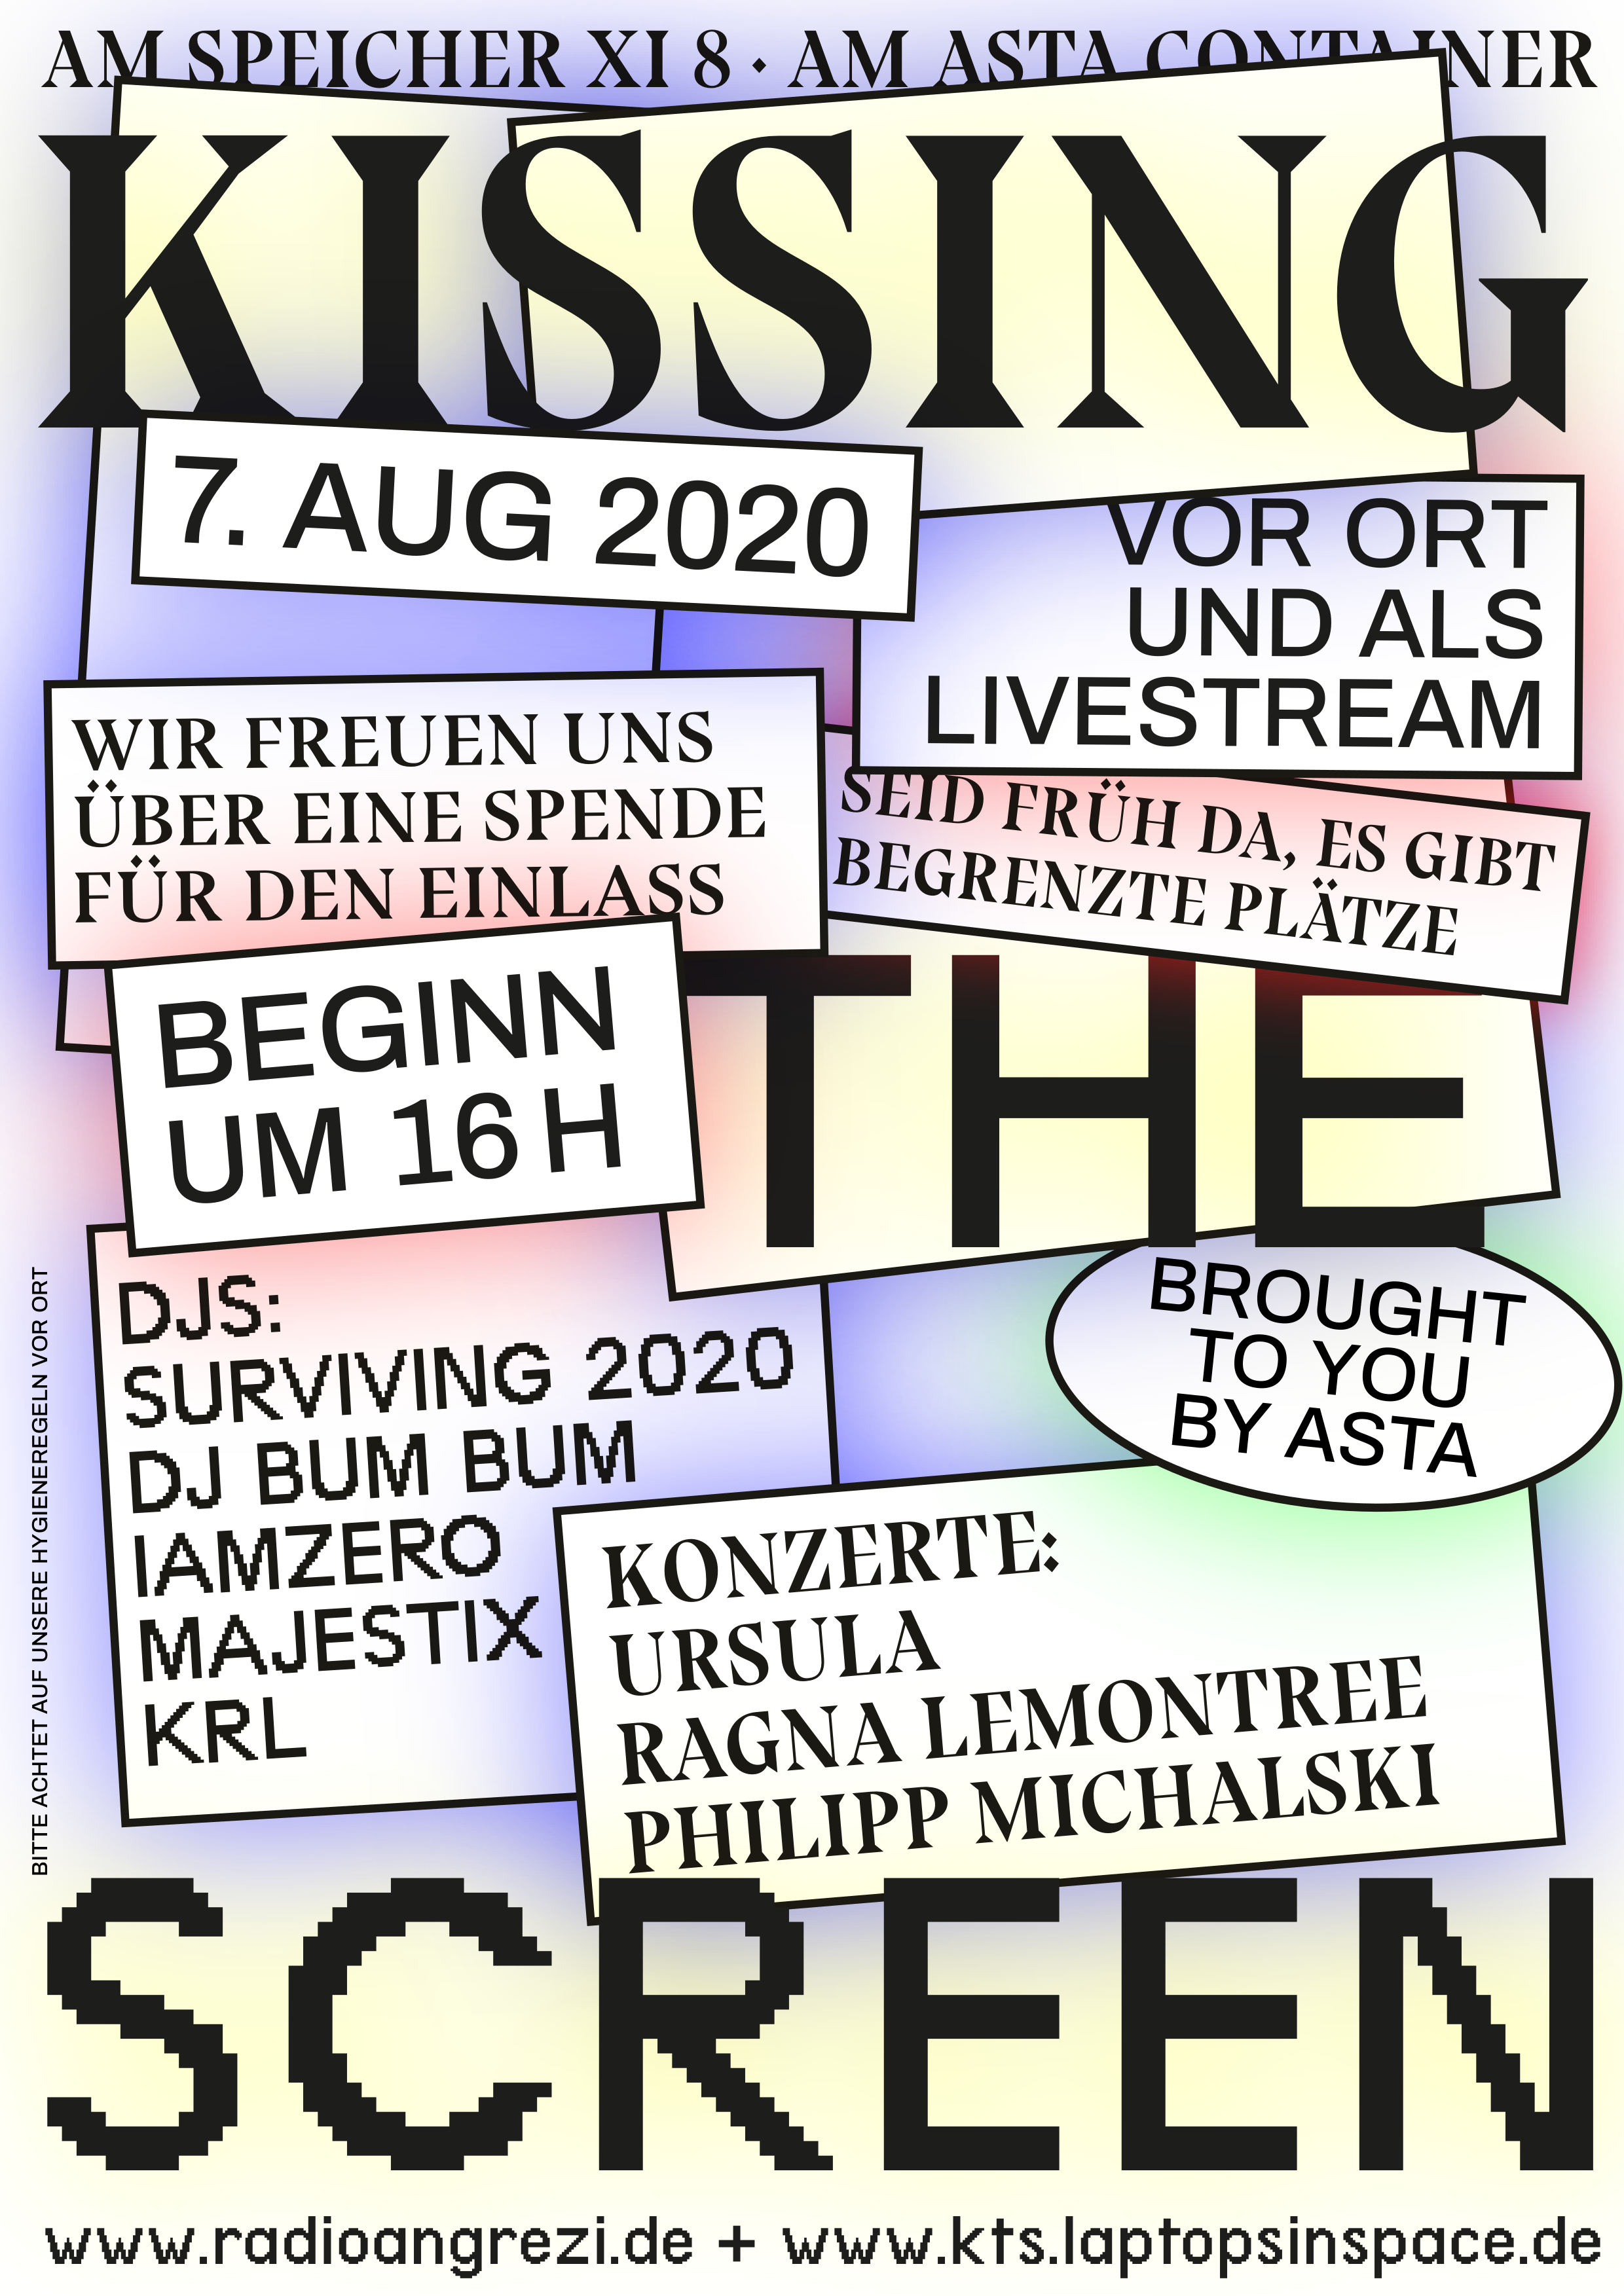 AM SPEICHER XI 8 · AM ASTA CONTAINER
KISSING
7. AUG 2020
VOR ORT
UND ALS
LIVESTREAM
WIR FREUEN UNS
ÜBER EINE SPENDE
FÜR DEN EINLASS
SEID FRÜH DA, ES GIBT
BEGRENZTE PLÄTZE
BEGINN
UM 16 H
THE
BROUGHT
TO YOU
BY ASTA
DJS:
SURVIVING 2020
DJ BUM BUM
IAMZERO
MAJESTIX
KRL
KONZERTE:
URSULA
RAGNA LEMONTREE
PHILIPP MICHALSKI
BITTE ACHTET AUF UNSERE HYGIENEREGELN VOR ORT
SCREEN
www.radioangrezi.de + www.kts.laptopsinspace.de